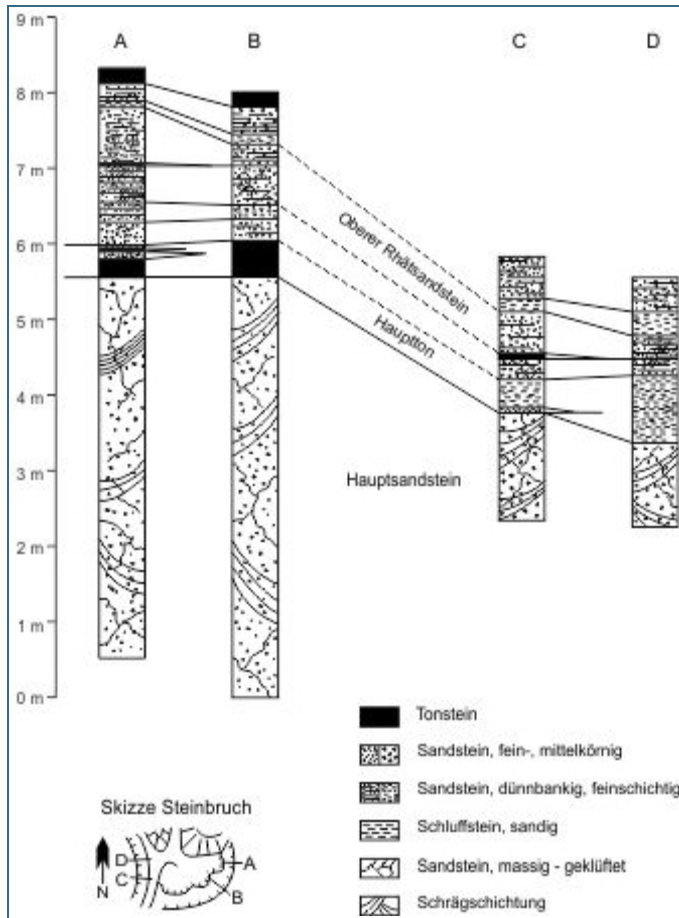 9 m
A
B
C
D
8 m
7 m
6 m
5 m
4 m
3 m
2 m
1 m
0 m
Oberer Rhätsandstein
Hauptton
Hauptsandstein
Tonstein
Sandstein, fein-, mittelkörnig
Sandstein, dünnbankig, feinschichtig
Schluffstein, sandig
Sandstein, massig - geklüftet
Schrägschichtung
Skizze Steinbruch
D
A
C
N
B